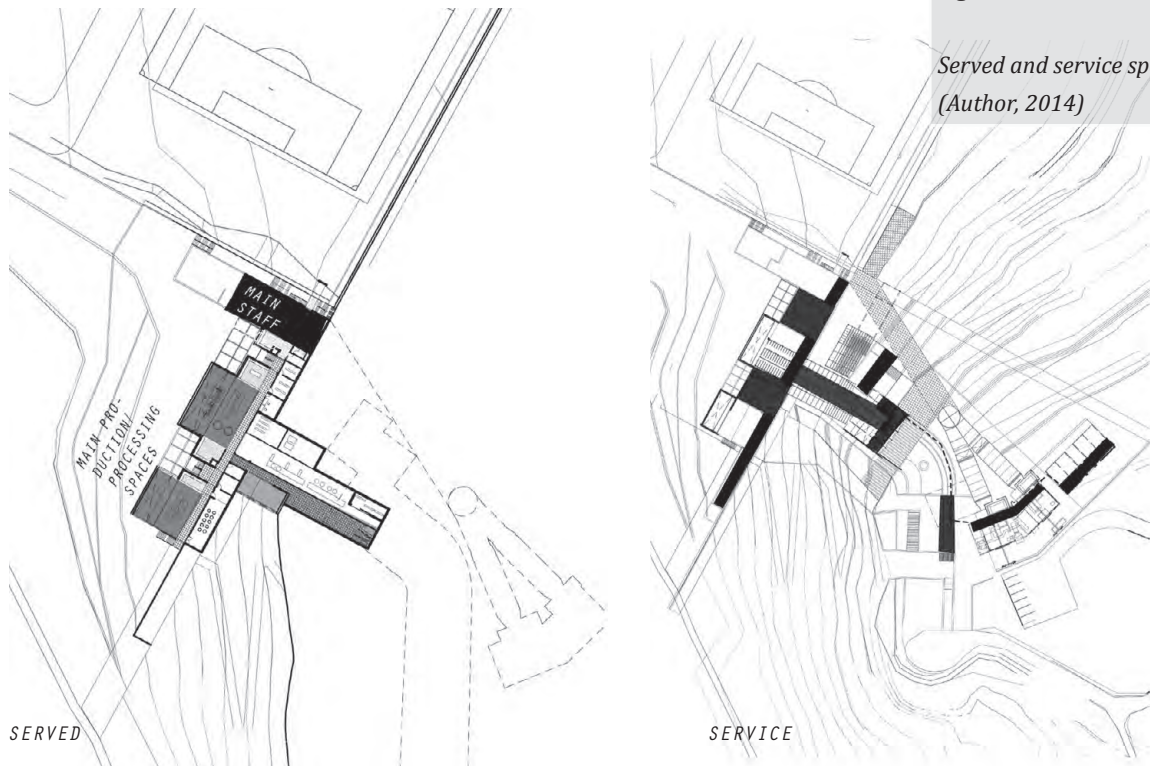 Served and service sp
(Author, 2014)
MAIN
STAFF
MAIN PRO-
DUCTION/
PROCESSING
SPACES
SERVED
SERVICE